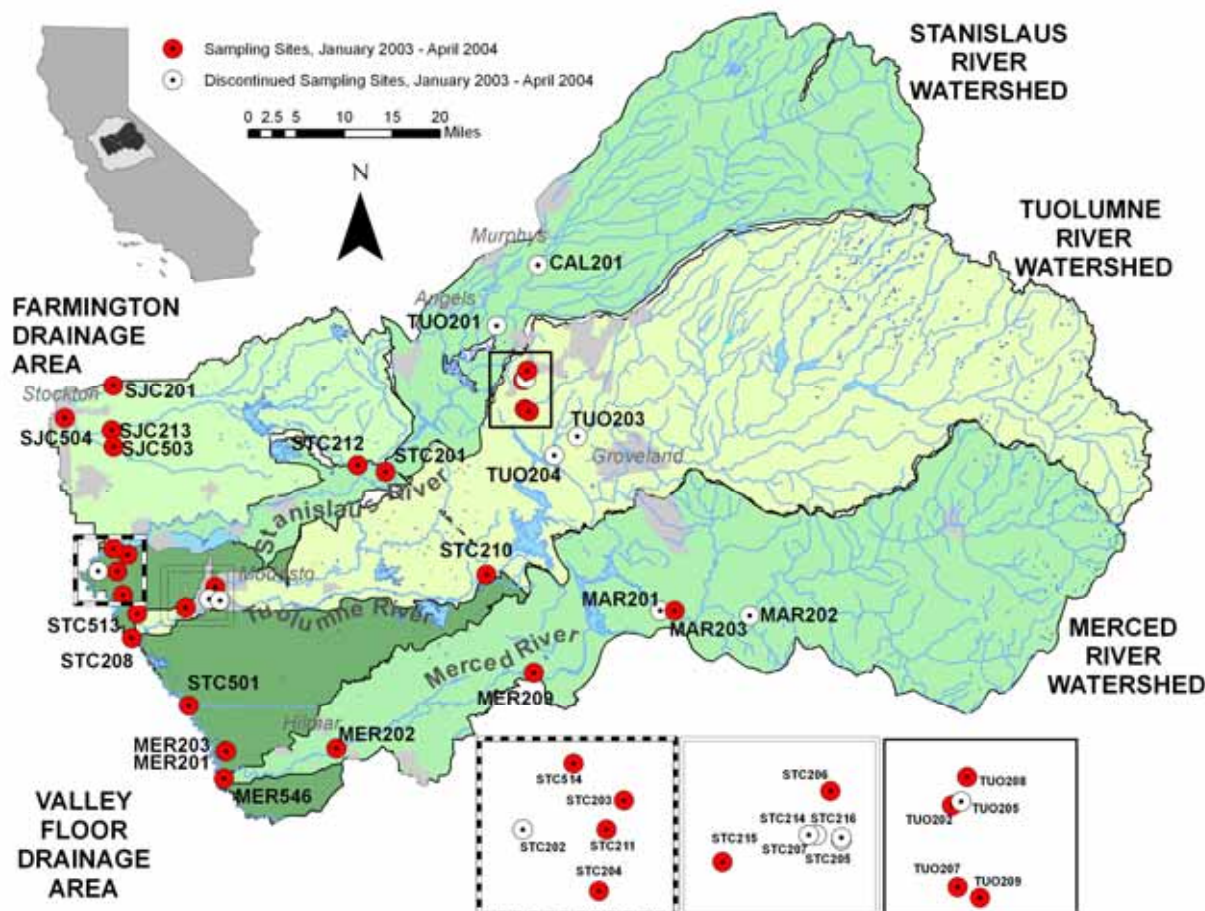 Sampling Sites, January 2003 - April 2004
Discontinued Sampling Sites, January 2003 - April 2004
0 2.5 5 10 15 20
Miles
N
STANISLAUS
RIVER
WATERSHED
TUOLUMNE
RIVER
WATERSHED
MERCED
RIVER
WATERSHED
FARMINGTON
DRAINAGE
AREA
VALLEY
FLOOR
DRAINAGE
AREA
Murphys
CAL201
Angels
TUO201
SJC201
Stockton
SJC504
SJC213
SJC503
STC212
STC201
TUO203
TUO204
Groveland
Stanislaus River
STC210
Modesto
Tuolumne River
STC513
STC208
MAR201
MAR203
MAR202
Merced River
MER209
STC501
Hilmar
MER202
MER203
MER201
MER546
STC514
STC203
STC202
STC211
STC204
STC206
STC214
STC216
STC215
STC207
STC205
TUO208
TUO205
TUO202
TUO207
TUO209